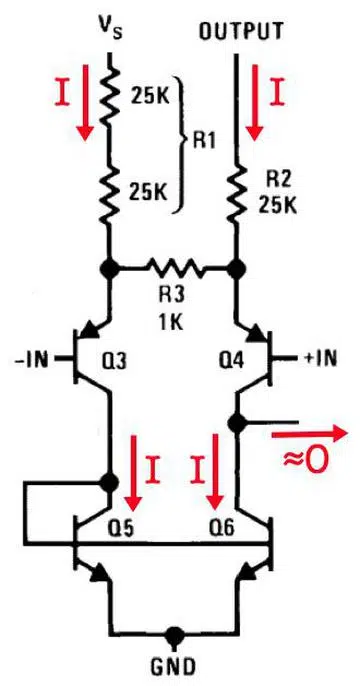 V_S OUTPUT
I I
25K
R1
25K
R2
25K
R3
1K
-IN Q3 Q4 +IN
≈0
I I
Q5 Q6
GND